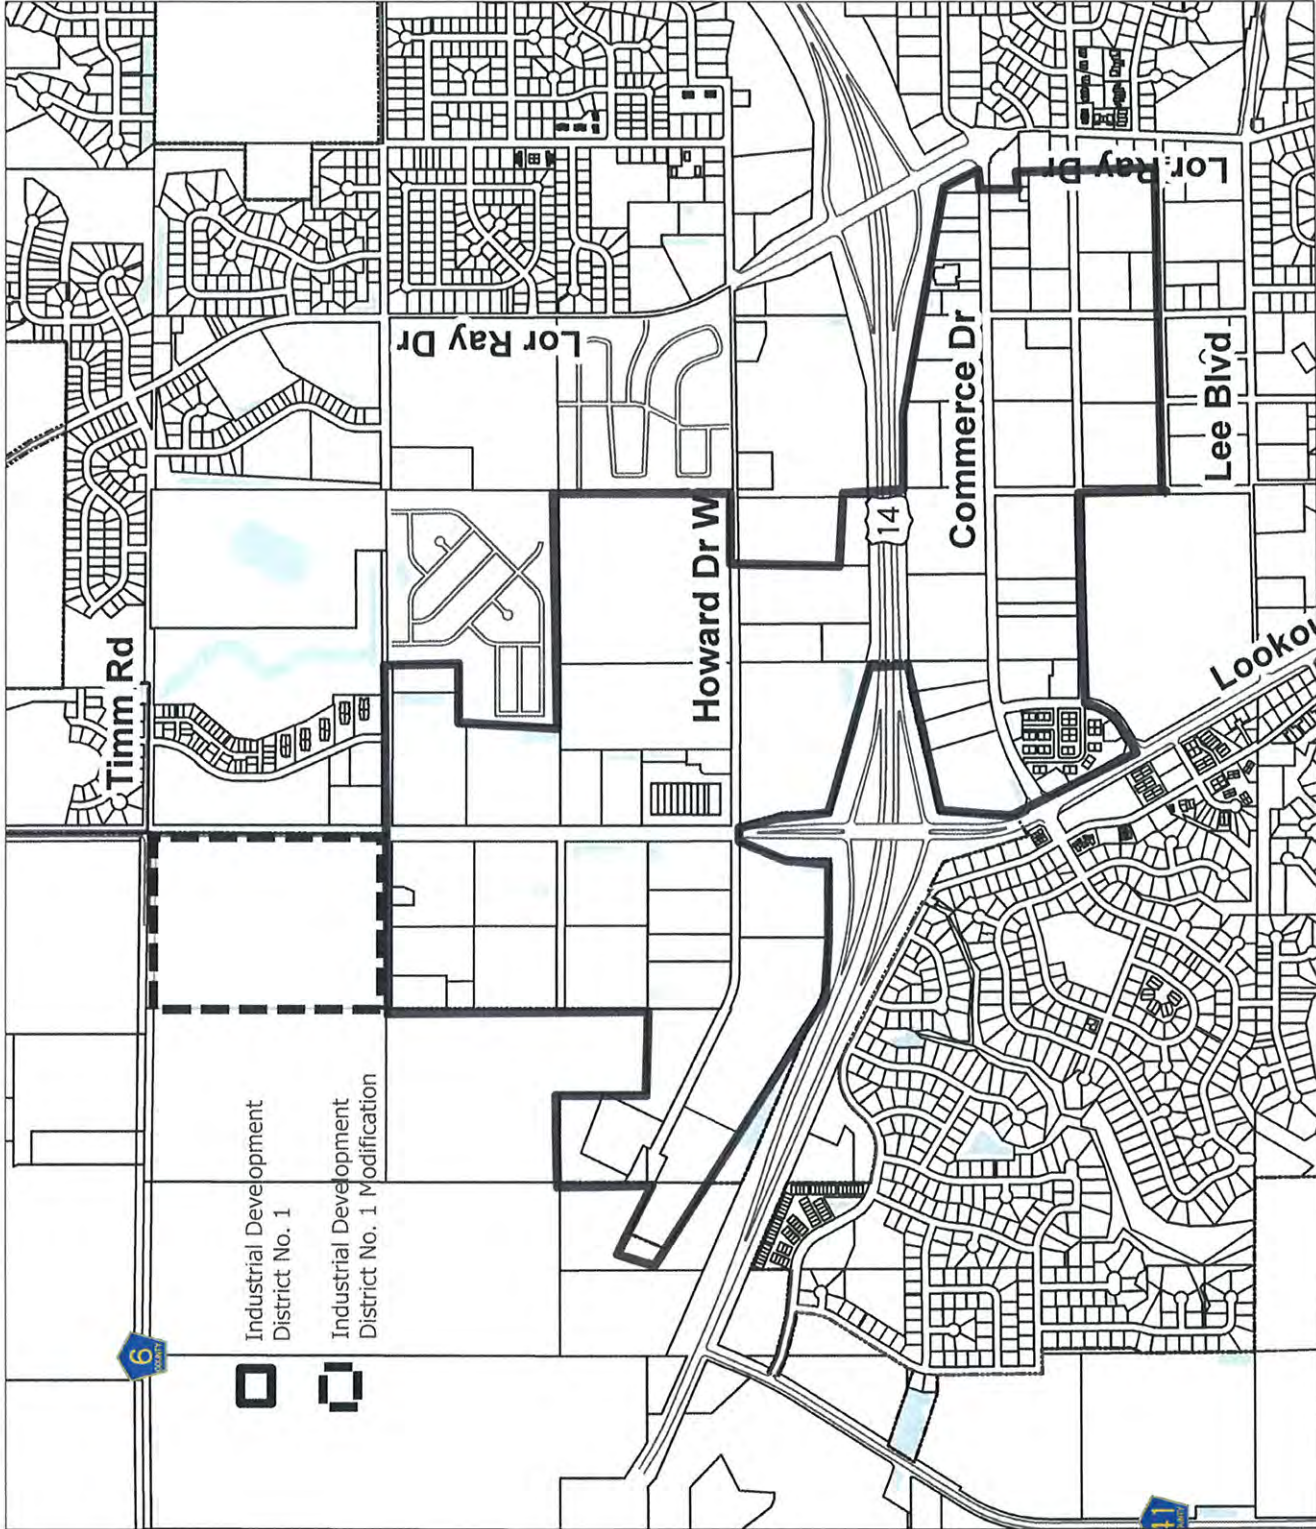 Timm Rd
Lor Ray Dr
Howard Dr W
14
Commerce Dr
Lor Ray Dr
Lee Blvd
Industrial Development
District No. 1
Industrial Development
District No. 1 Modification
6
COUNTY
41